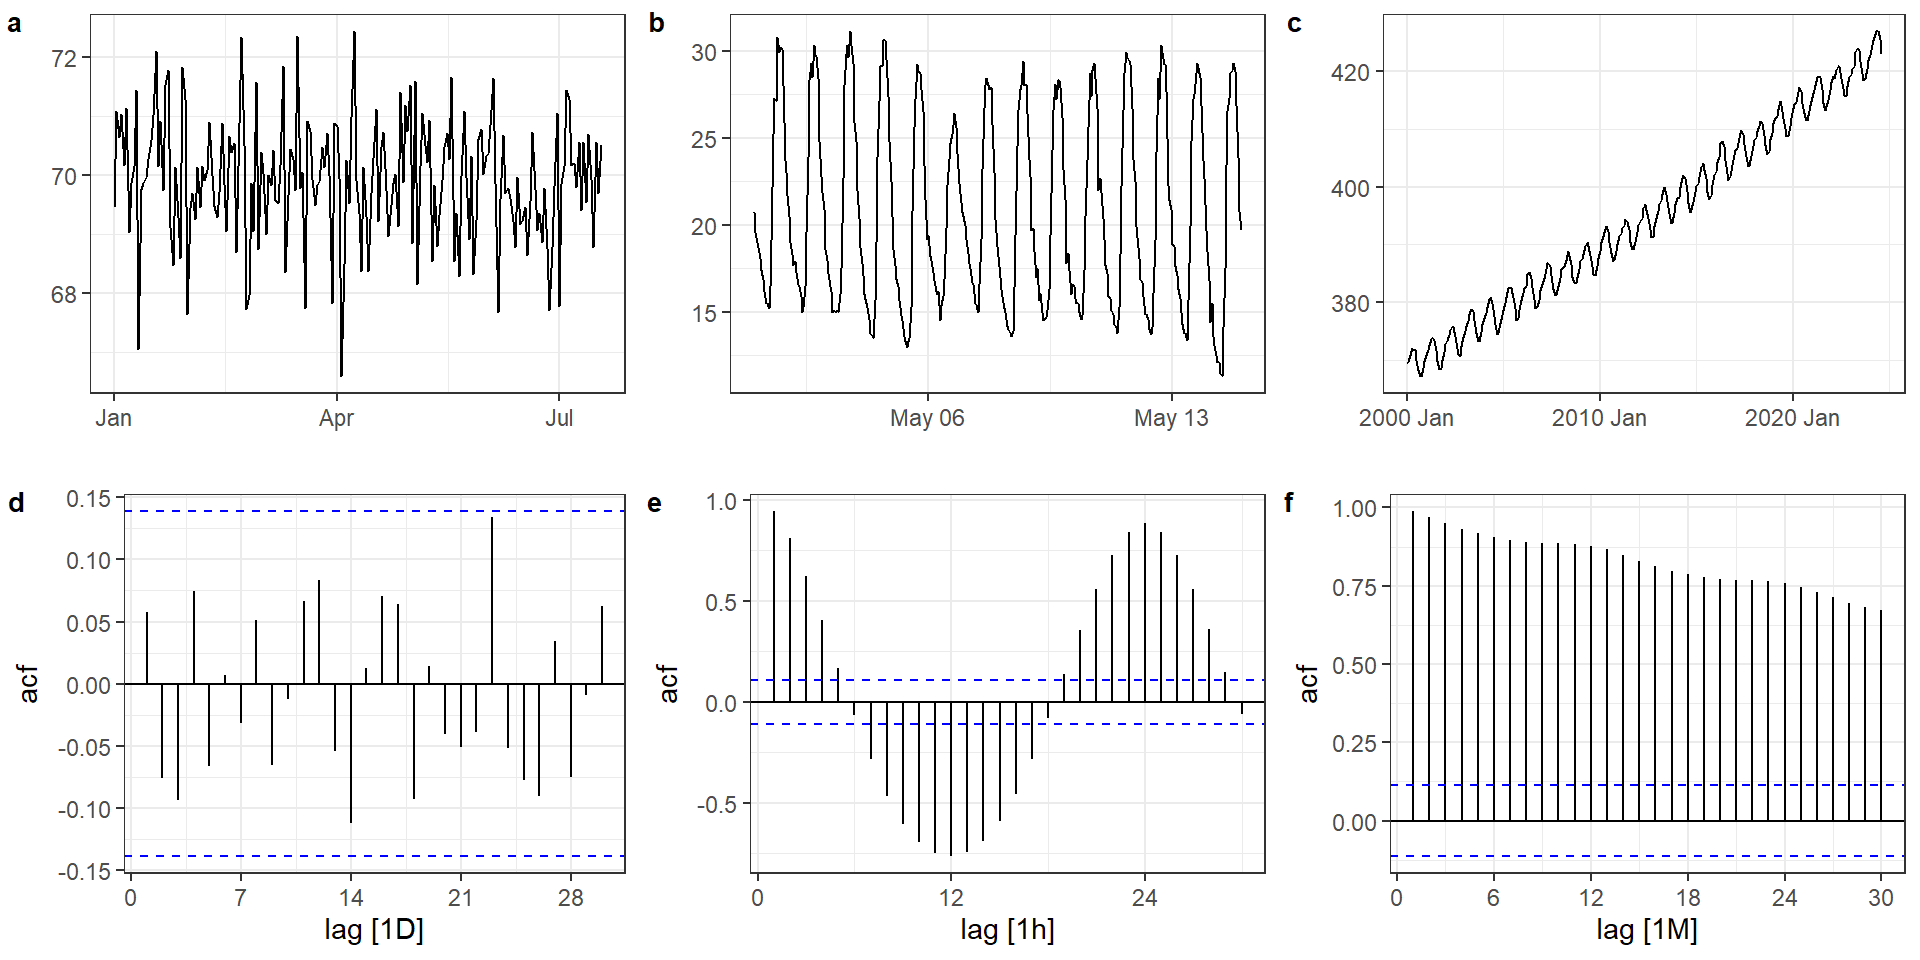 a
72
70
68
Jan Apr Jul
b
30
25
20
15
May 06 May 13
c
420
400
380
2000 Jan 2010 Jan 2020 Jan
d
acf
0.15
0.10
0.05
0.00
-0.05
-0.10
-0.15
0 7 14 21 28
lag [1D]
e
acf
1.0
0.5
0.0
-0.5
0 12 24
lag [1h]
f
acf
1.00
0.75
0.50
0.25
0.00
0 6 12 18 24 30
lag [1M]